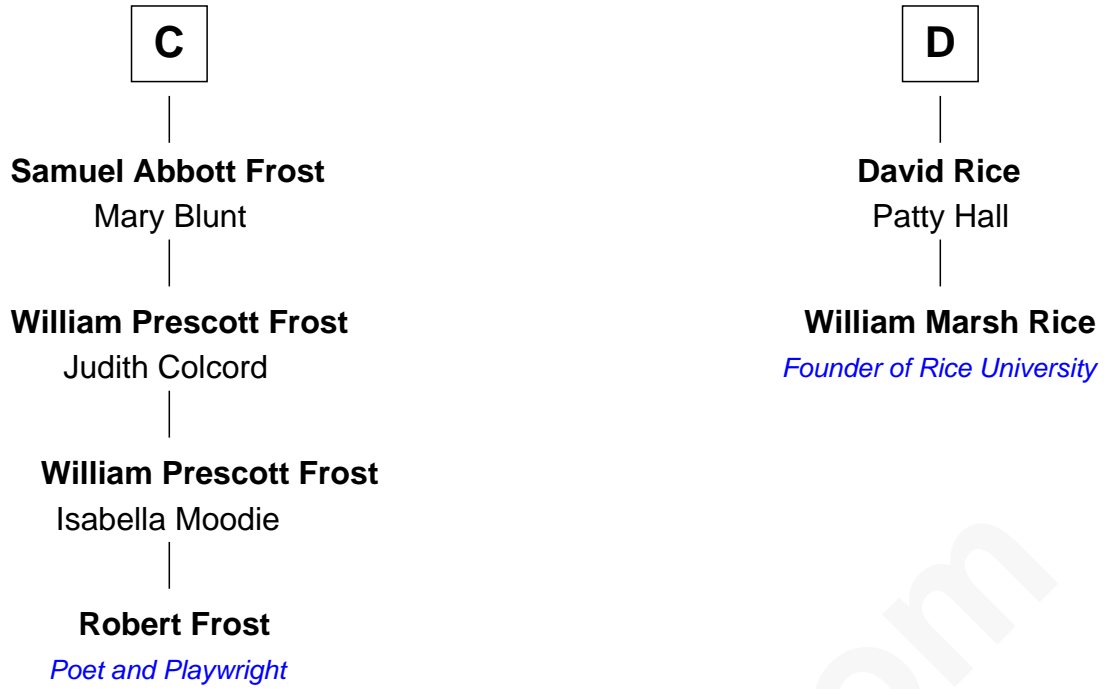 C
Samuel Abbott Frost
Mary Blunt
William Prescott Frost
Judith Colcord
William Prescott Frost
Isabella Moodie
Robert Frost
Poet and Playwright
D
David Rice
Patty Hall
William Marsh Rice
Founder of Rice University